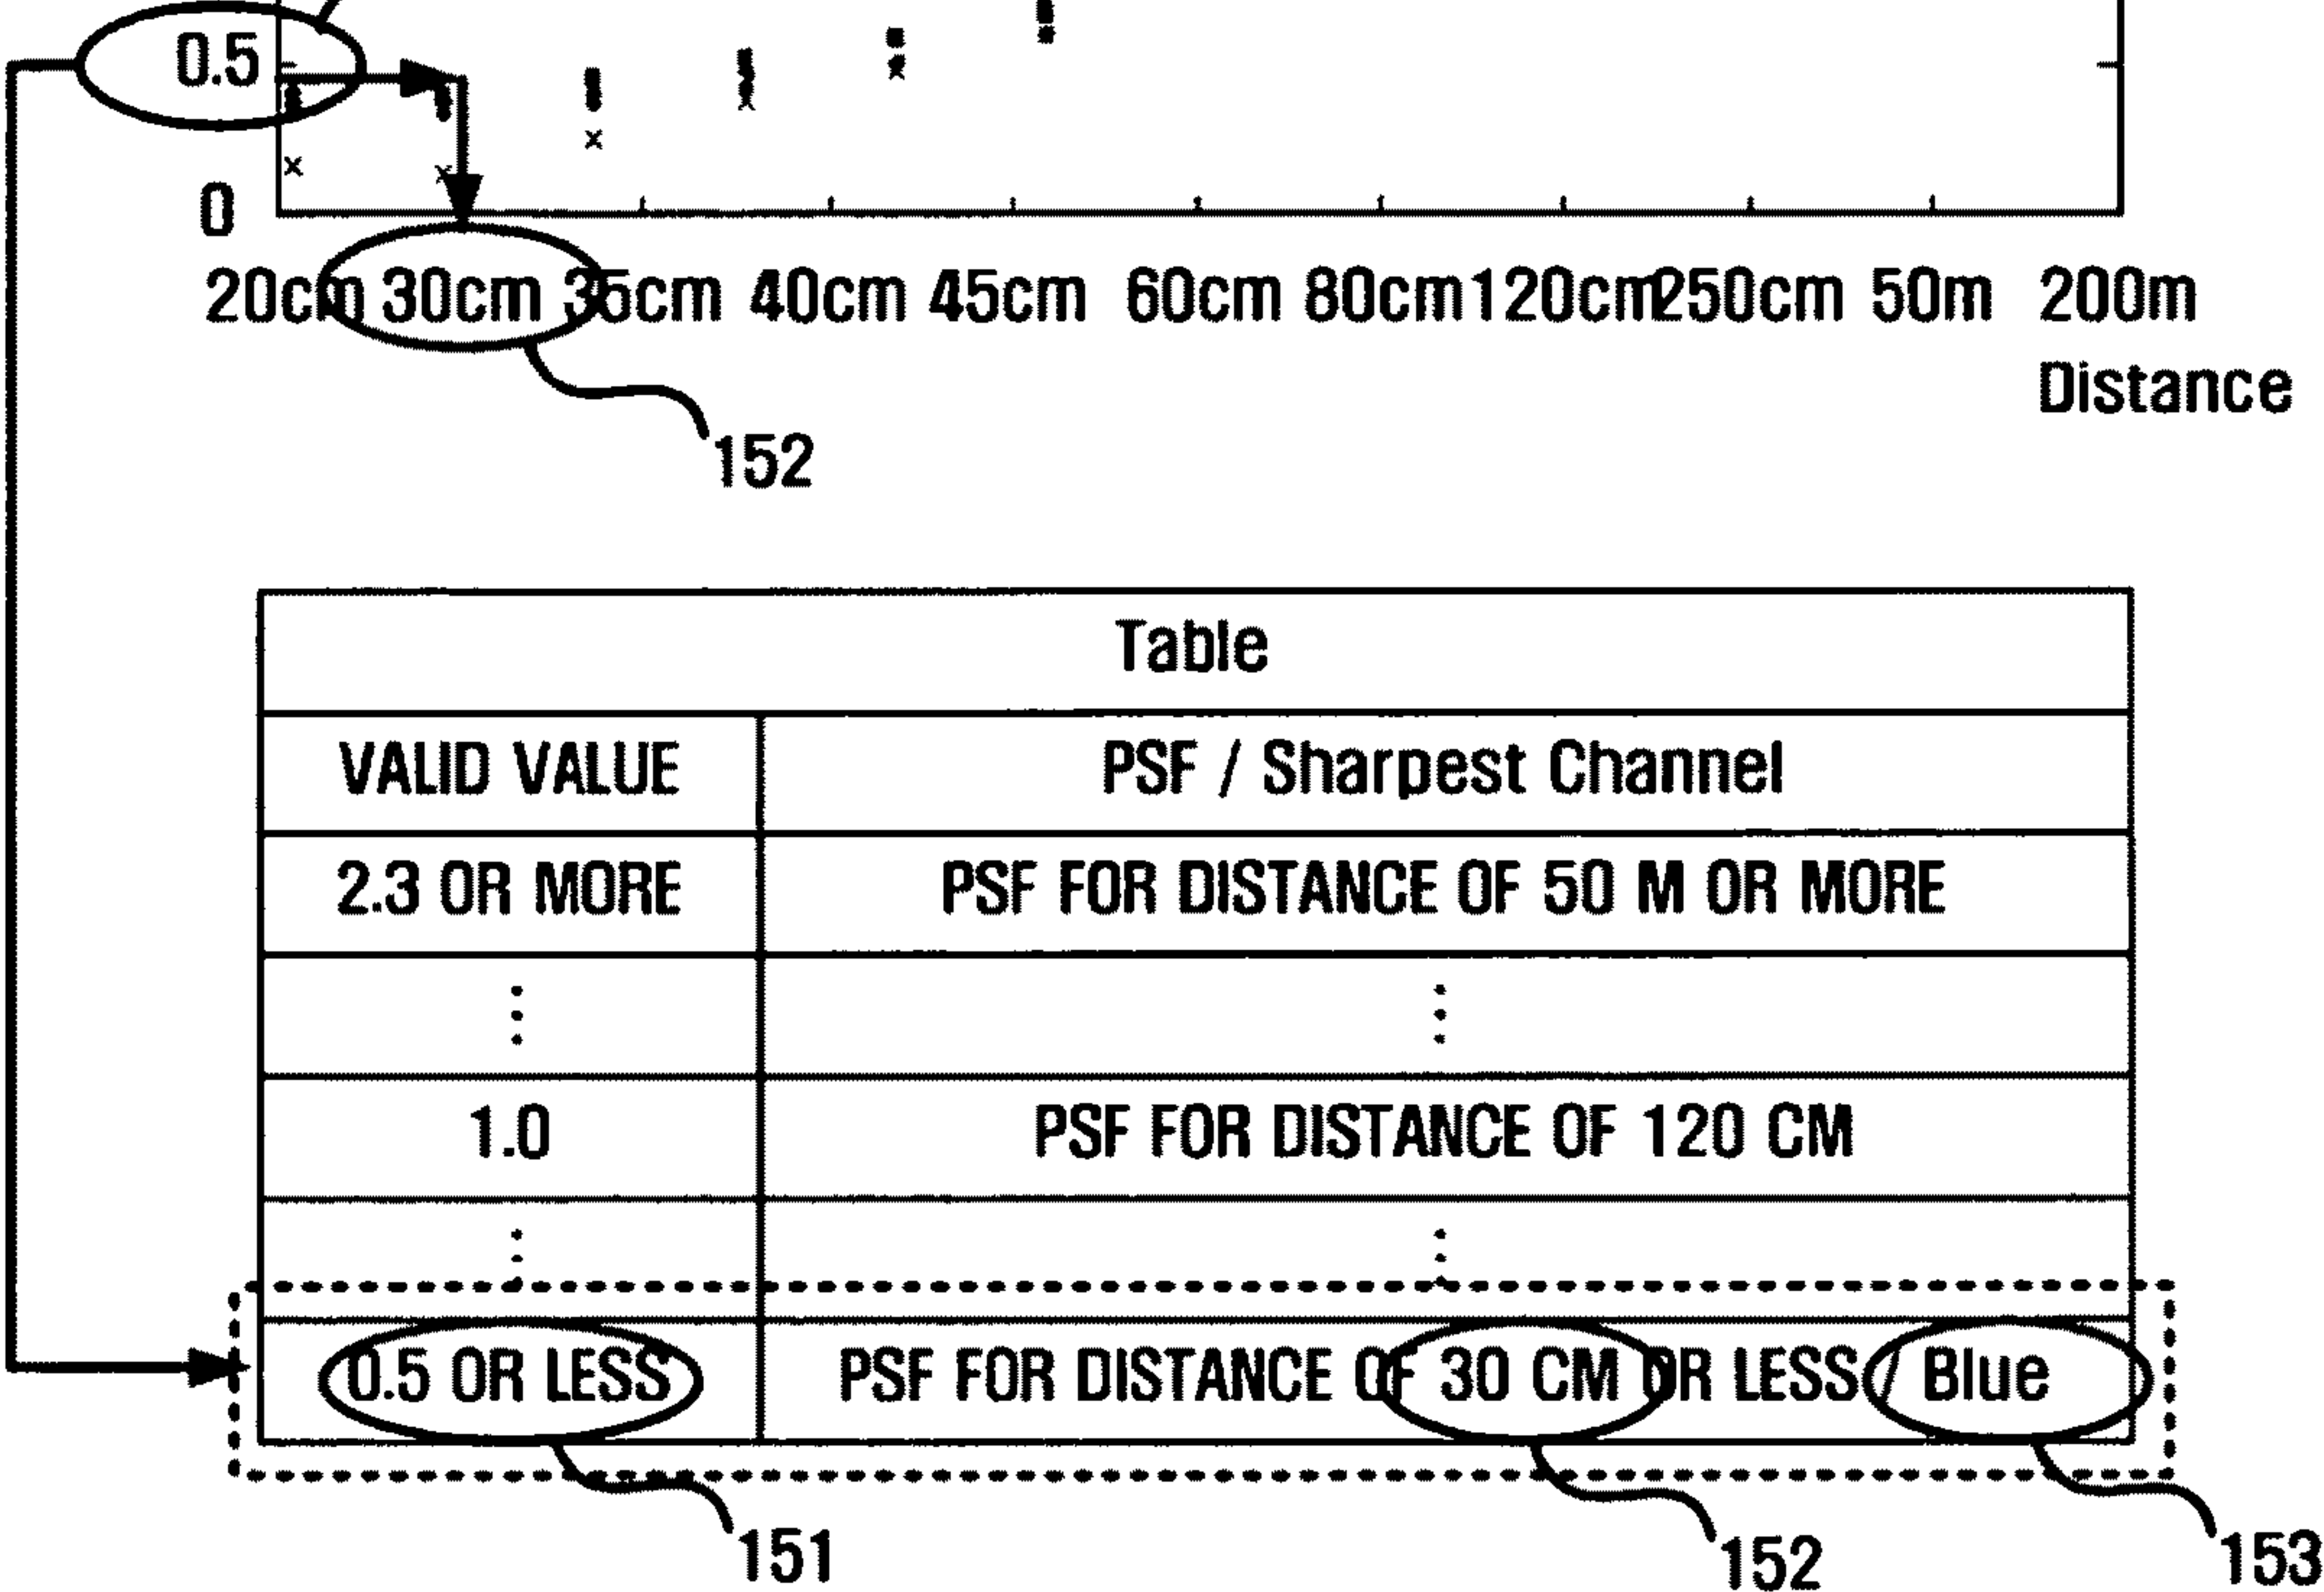 0.5
0
20cm 30cm 35cm 40cm 45cm 60cm 80cm 120cm 250cm 50m 200m
Distance
152
Table
VALID VALUE PSF / Sharpest Channel
2.3 OR MORE PSF FOR DISTANCE OF 50 M OR MORE
⋮ ⋮
1.0 PSF FOR DISTANCE OF 120 CM
⋮ ⋮
0.5 OR LESS PSF FOR DISTANCE OF 30 CM OR LESS / Blue
151 152 153